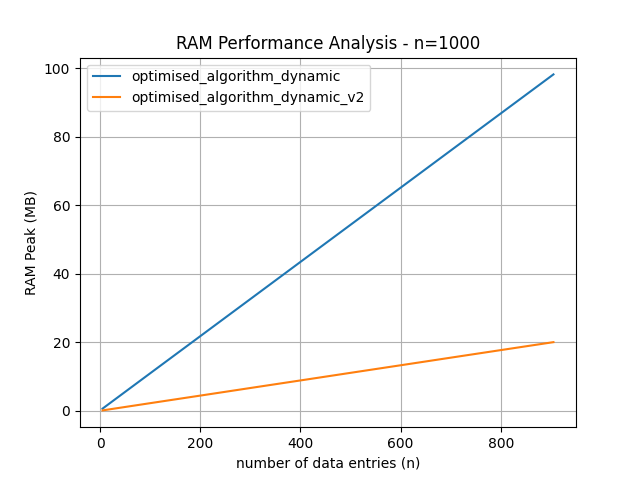 RAM Performance Analysis - n=1000
optimised_algorithm_dynamic
optimised_algorithm_dynamic_v2
RAM Peak (MB)
100
80
60
40
20
0
0 200 400 600 800
number of data entries (n)